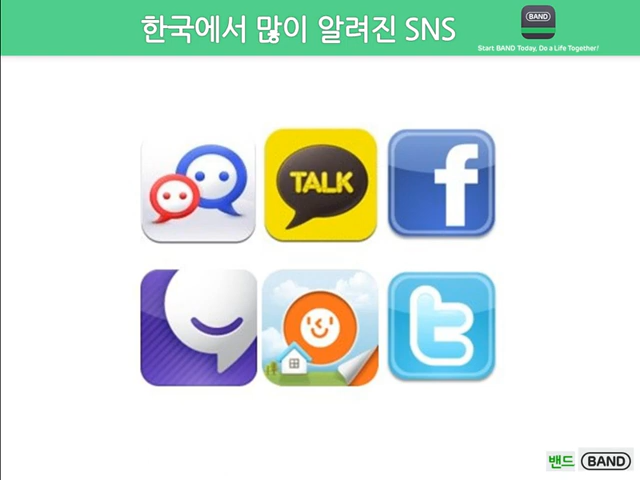 한국에서 많이 알려진 SNS
BAND
Start BAND Today, Do a Life Together!
TALK
f
t
밴드 BAND